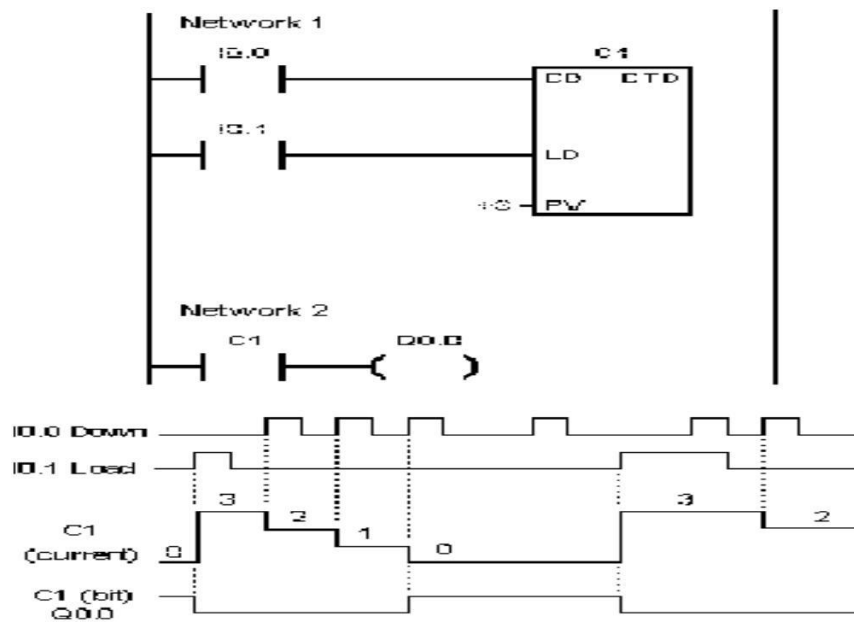 Network 1
I0.0
C1
CD CTD
I0.1
LD
+3 PV
Network 2
C1
Q0.0
I0.0 Down
I0.1 Load
3
2
1
0
0
3
2
C1
(current)
C1 (bit)
Q0.0